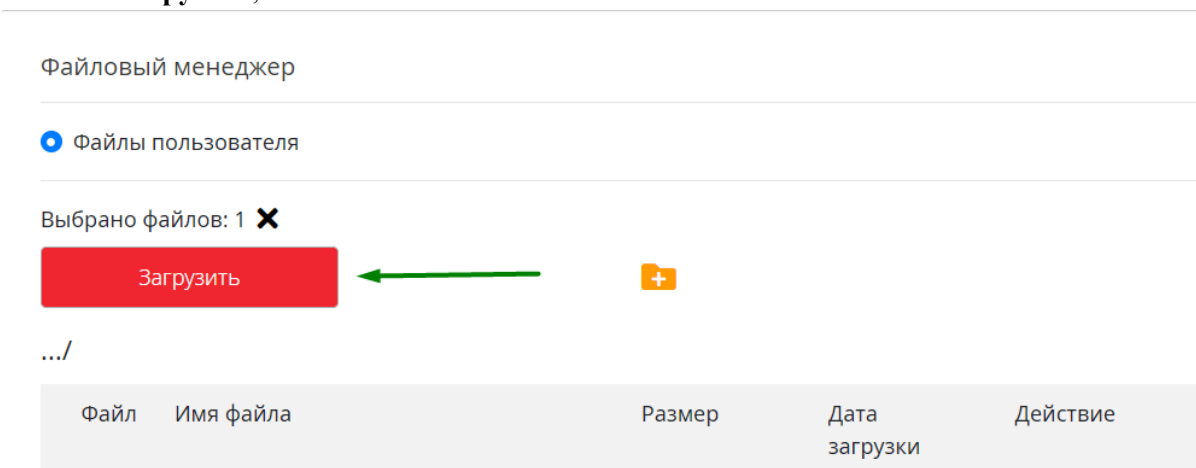 Файловый менеджер
Файлы пользователя
Выбрано файлов: 1
Загрузить
.../
Файл Имя файла Размер Дата загрузки Действие